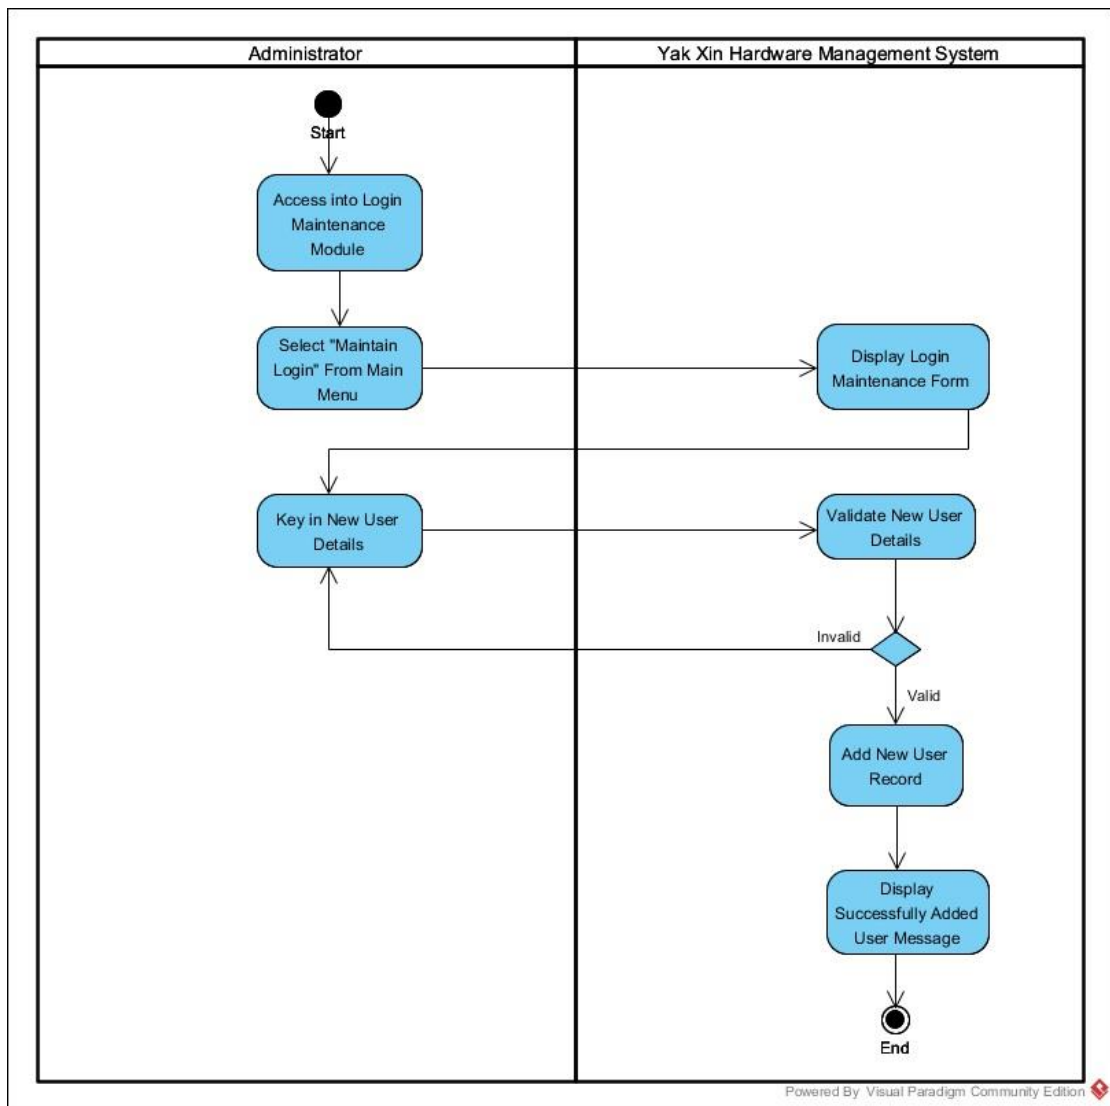 Administrator
Yak Xin Hardware Management System
Start
Access into Login
Maintenance
Module
Select "Maintain
Login" From Main
Menu
Display Login
Maintenance Form
Key in New User
Details
Validate New User
Details
Invalid
Valid
Add New User
Record
Display
Successfully Added
User Message
End
Powered By Visual Paradigm Community Edition